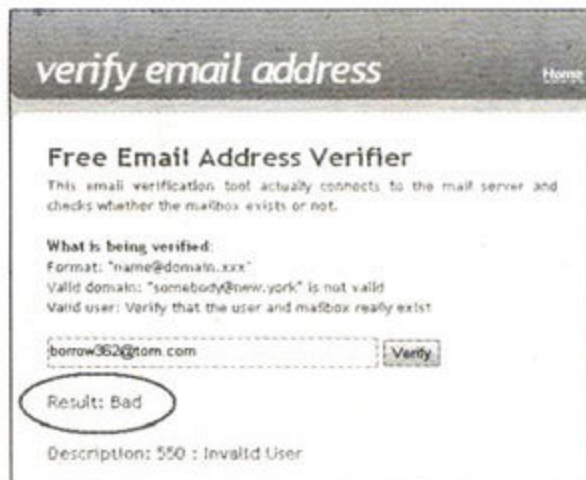 verify email address
Home
Free Email Address Verifier
This email verification tool actually connects to the mail server and
checks whether the mailbox exists or not.
What is being verified:
Format: "name@domain.xxx"
Valid domain: "somebody@new.york" is not valid
Valid user: Verify that the user and mailbox really exist
borrow362@tom.com
Verify
Result: Bad
Description: 550 : Invalid User